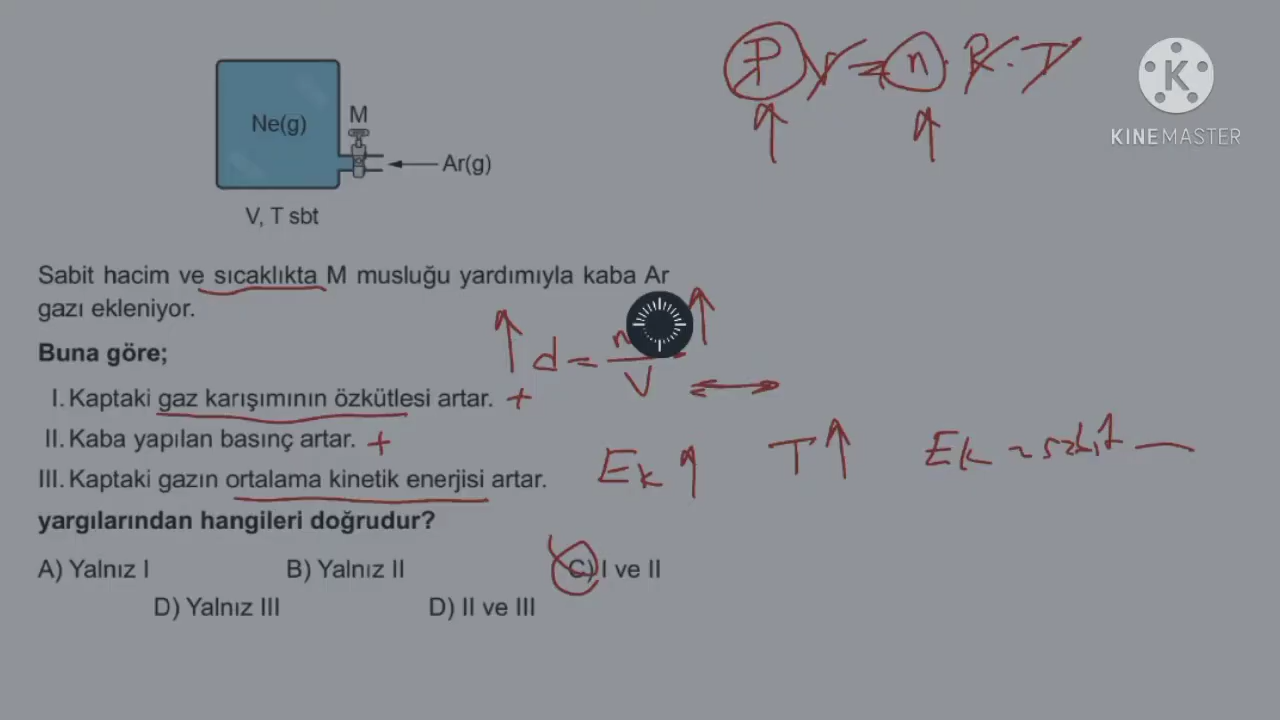 P V = n . R . T
KINEMASTER
Ne(g)
M
Ar(g)
V, T sbt
Sabit hacim ve sıcaklıkta M musluğu yardımıyla kaba Ar
gazı ekleniyor.
Buna göre;
d =
V
I. Kaptaki gaz karışımının özkütlesi artar. +
II. Kaba yapılan basınç artar. +
III. Kaptaki gazın ortalama kinetik enerjisi artar.
Ek ↑ T ↑ Ek = sabit
yargılarından hangileri doğrudur?
A) Yalnız I B) Yalnız II C) I ve II
D) Yalnız III D) II ve III